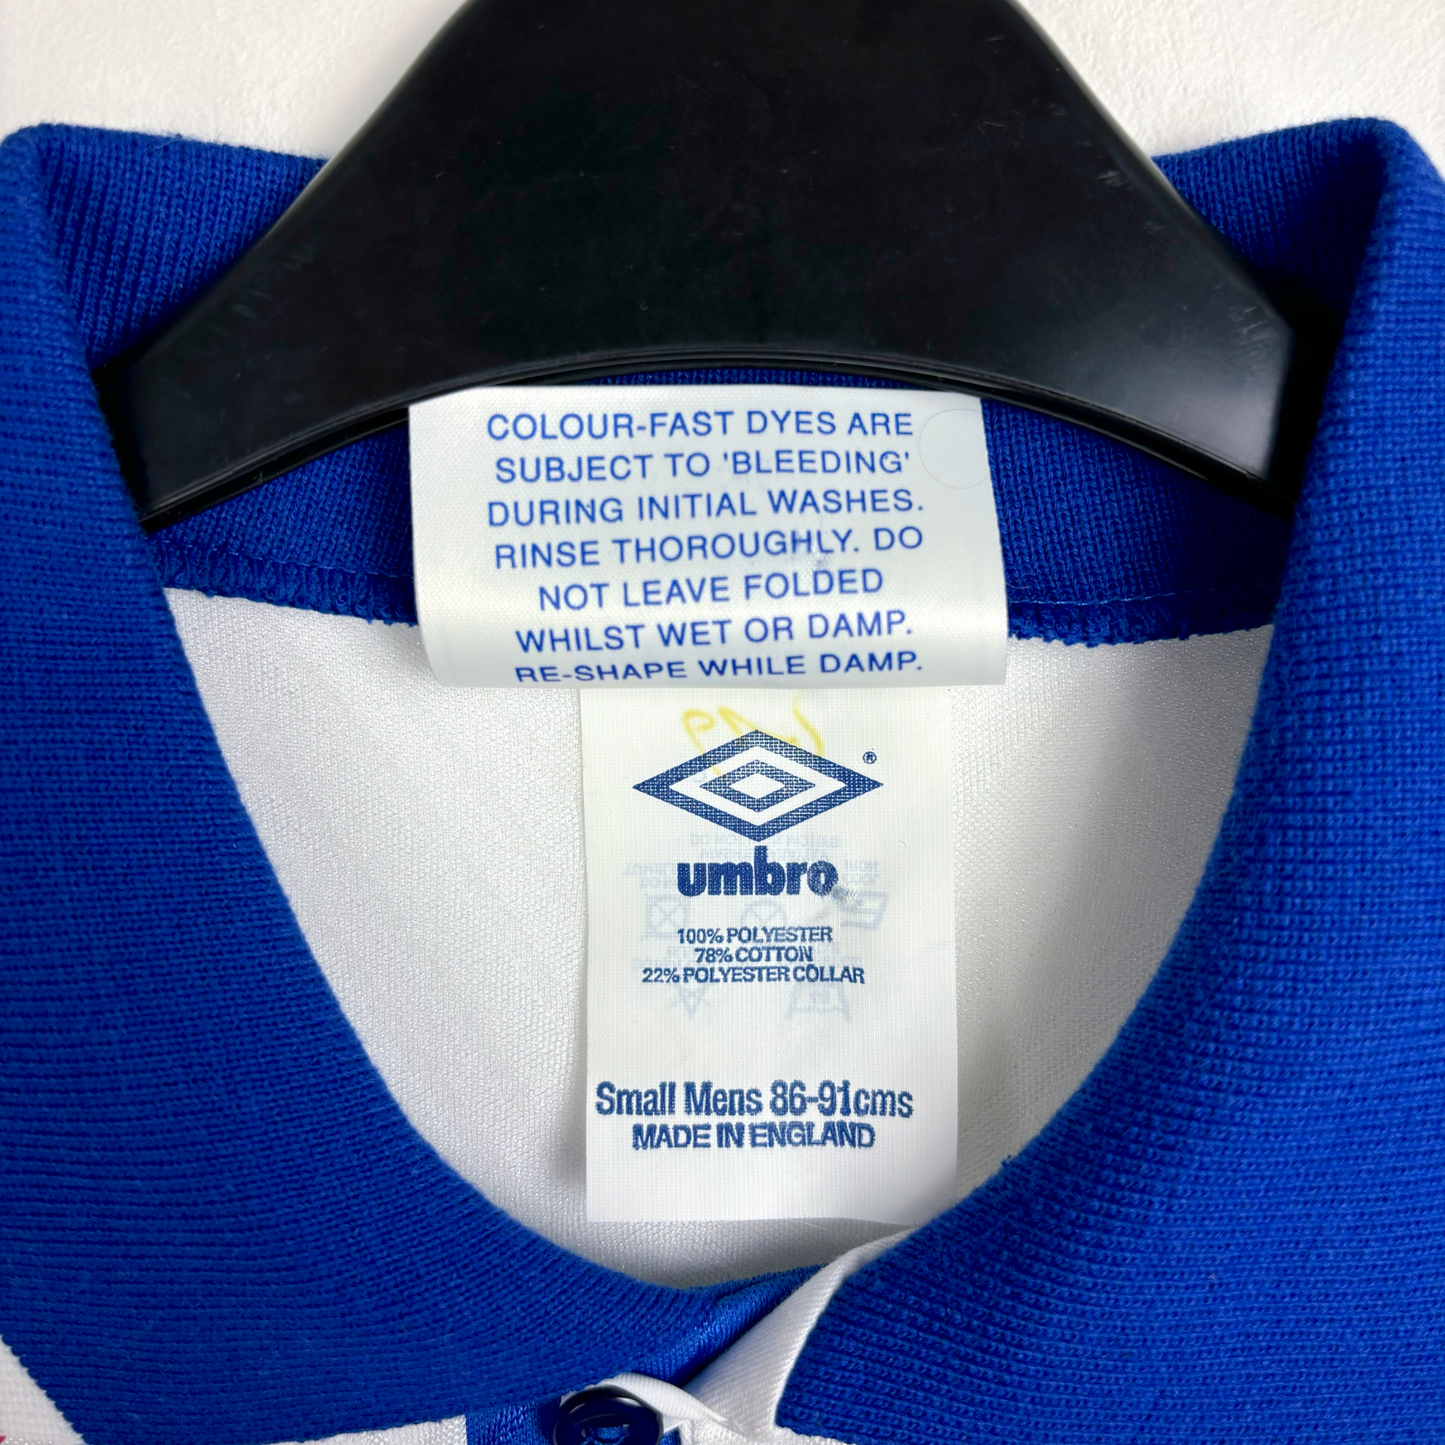 COLOUR-FAST DYES ARE
SUBJECT TO 'BLEEDING'
DURING INITIAL WASHES.
RINSE THOROUGHLY. DO
NOT LEAVE FOLDED
WHILST WET OR DAMP.
RE-SHAPE WHILE DAMP.
®
umbro
100% POLYESTER
78% COTTON
22% POLYESTER COLLAR
Small Mens 86-91cms
MADE IN ENGLAND